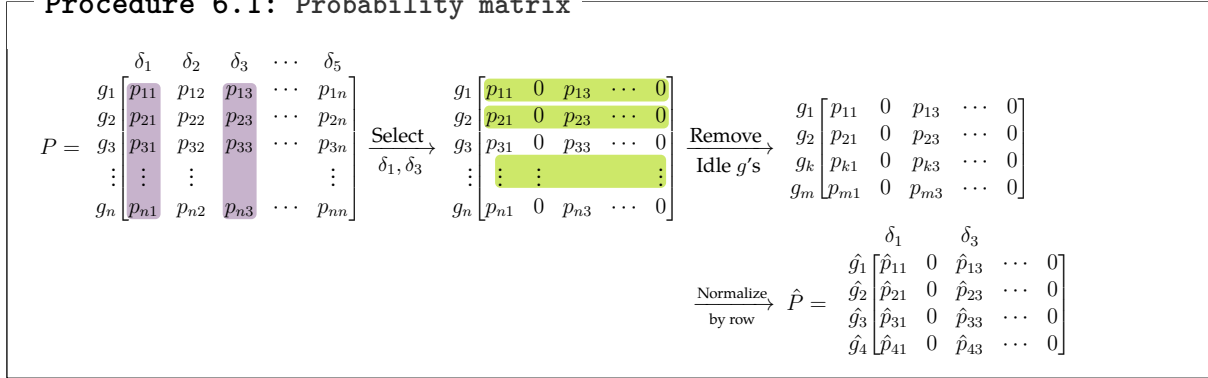 Procedure 6.1: Probability matrix
δ1 δ2 δ3 ⋯ δ5
P =
g1 [p11 p12 p13 ⋯ p1n]
g2 [p21 p22 p23 ⋯ p2n]
g3 [p31 p32 p33 ⋯ p3n]
⋮ [⋮ ⋮ ⋮]
gn [pn1 pn2 pn3 ⋯ pnn]
Select
δ1, δ3
g1 [p11 0 p13 ⋯ 0]
g2 [p21 0 p23 ⋯ 0]
g3 [p31 0 p33 ⋯ 0]
⋮ [⋮ ⋮ ⋮]
gn [pn1 0 pn3 ⋯ 0]
Remove
Idle g's
g1 [p11 0 p13 ⋯ 0]
g2 [p21 0 p23 ⋯ 0]
gk [pk1 0 pk3 ⋯ 0]
gm [pm1 0 pm3 ⋯ 0]
Normalize
by row
P̂ =
δ1 δ3
ĝ1 [p̂11 0 p̂13 ⋯ 0]
ĝ2 [p̂21 0 p̂23 ⋯ 0]
ĝ3 [p̂31 0 p̂33 ⋯ 0]
ĝ4 [p̂41 0 p̂43 ⋯ 0]